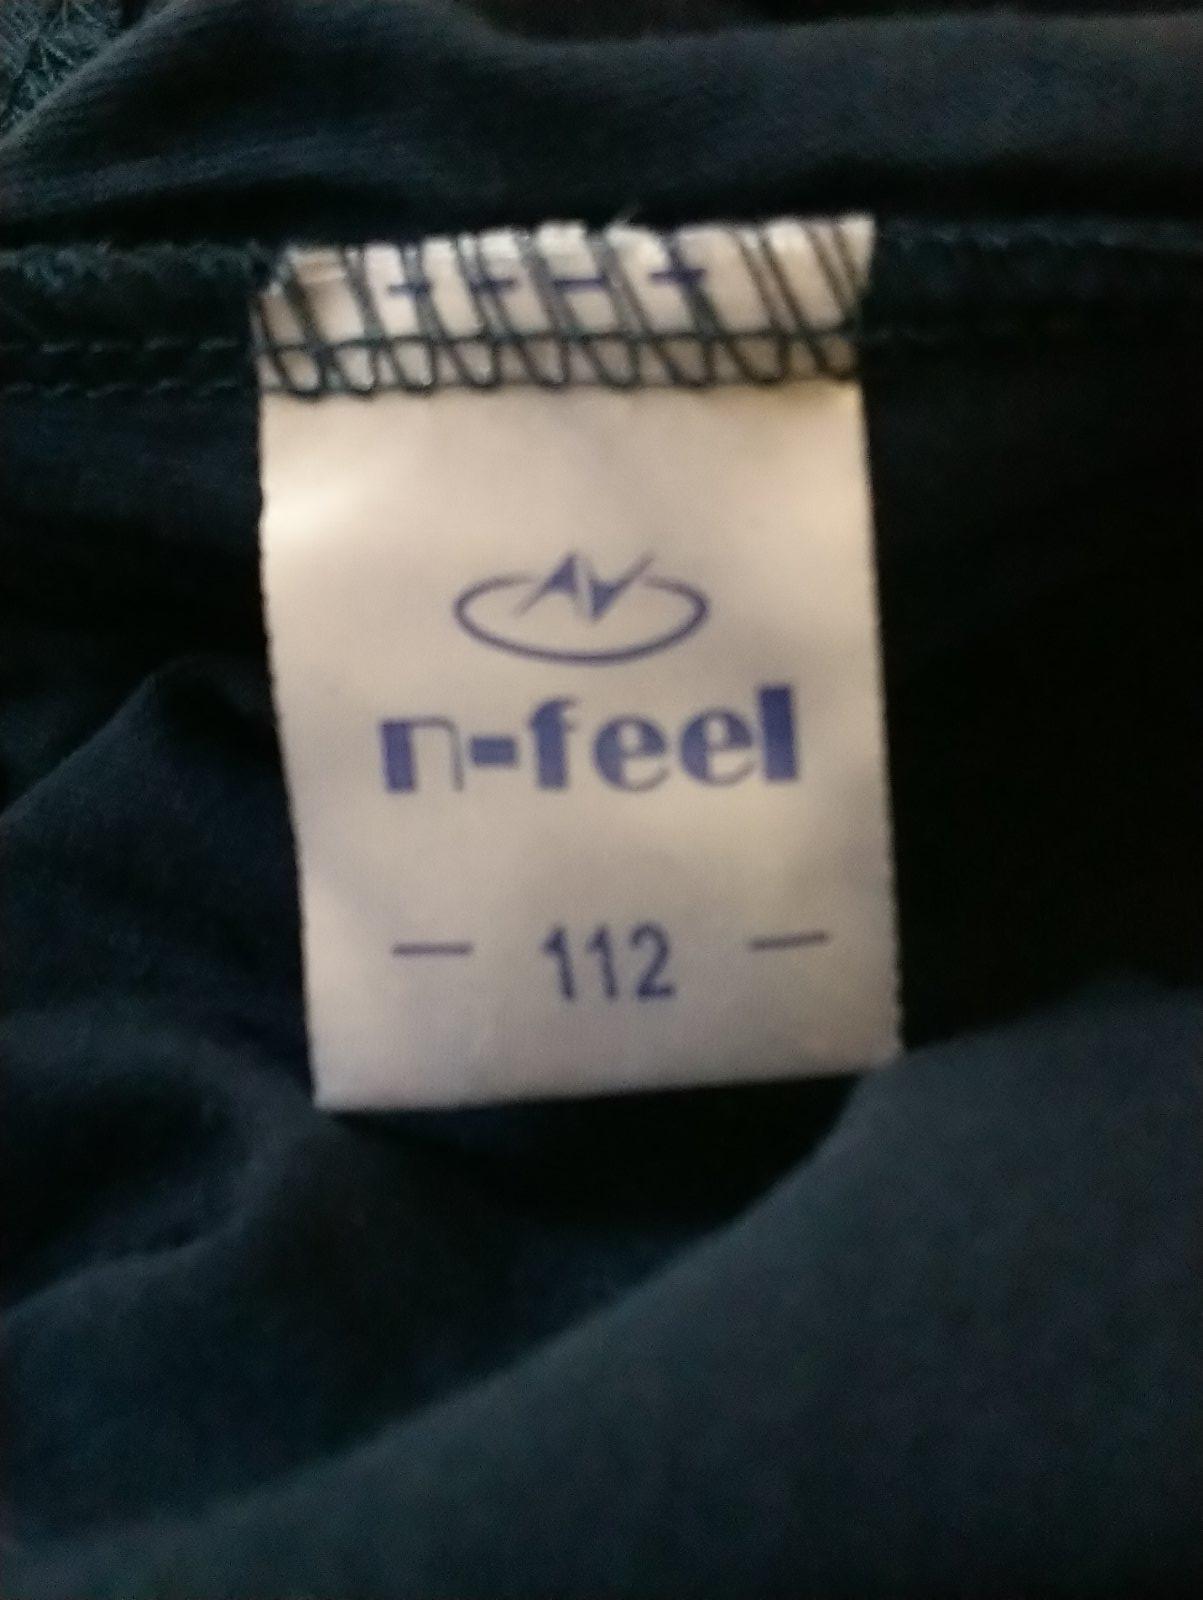 n-feel
— 112 —